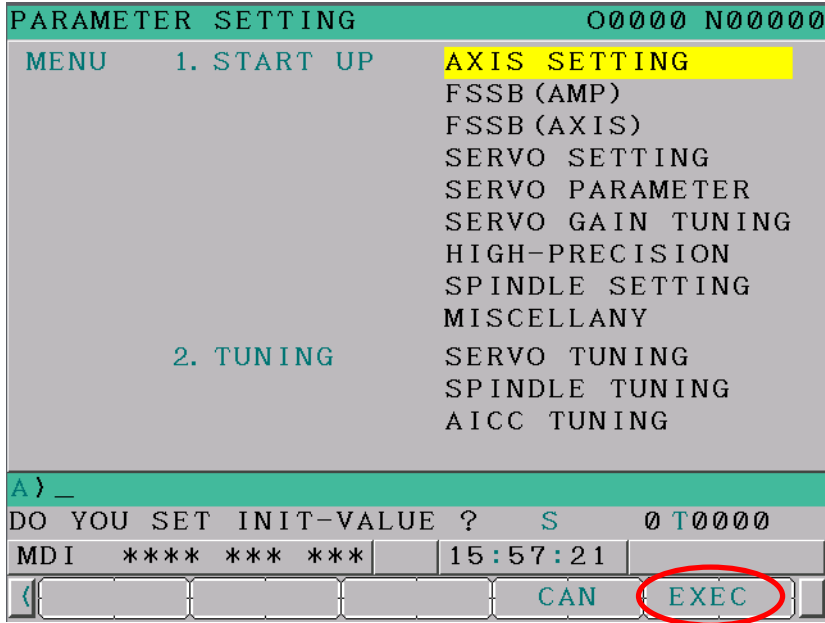 PARAMETER SETTING O0000 N00000
MENU 1. START UP AXIS SETTING
FSSB(AMP)
FSSB(AXIS)
SERVO SETTING
SERVO PARAMETER
SERVO GAIN TUNING
HIGH-PRECISION
SPINDLE SETTING
MISCELLANY
2. TUNING SERVO TUNING
SPINDLE TUNING
AICC TUNING
A)_
DO YOU SET INIT-VALUE ? S 0 T0000
MDI **** *** *** 15:57:21
( CAN EXEC